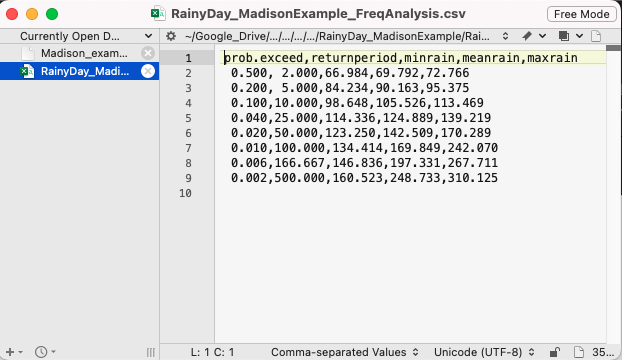 RainyDay_MadisonExample_FreqAnalysis.csv
Free Mode
Currently Open D...
~/Google_Drive/.../.../.../.../RainyDay_MadisonExample/Rai...
Madison_exam...
RainyDay_Madi...
1 prob.exceed,returnperiod,minrain,meanrain,maxrain
2 0.500, 2.000,66.984,69.792,72.766
3 0.200, 5.000,84.234,90.163,95.375
4 0.100,10.000,98.648,105.526,113.469
5 0.040,25.000,114.336,124.889,139.219
6 0.020,50.000,123.250,142.509,170.289
7 0.010,100.000,134.414,169.849,242.070
8 0.006,166.667,146.836,197.331,267.711
9 0.002,500.000,160.523,248.733,310.125
10
L: 1 C: 1
Comma-separated Values
Unicode (UTF-8)
35...